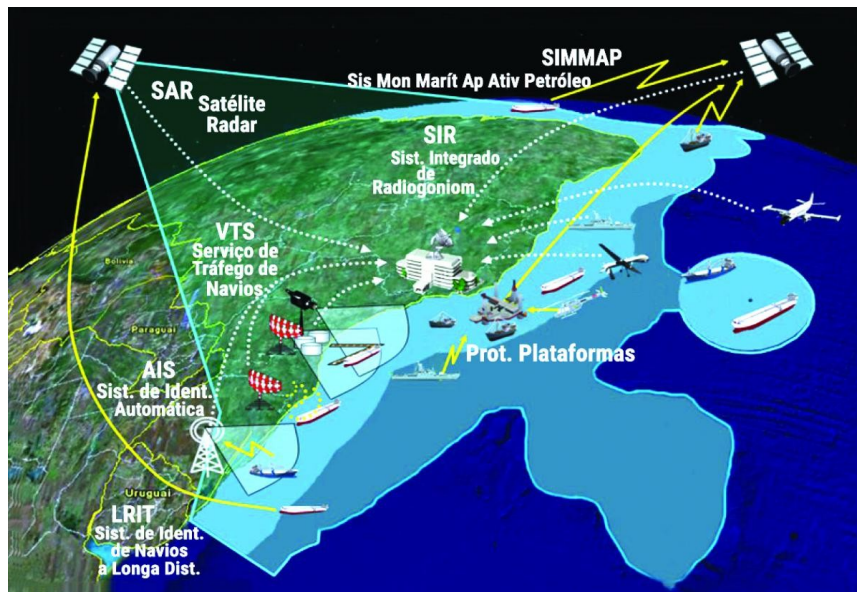 SIMMAP
Sis Mon Marít Ap Ativ Petróleo
SAR
Satélite
Radar
SIR
Sist. Integrado
de
Radiogoniom
VTS
Serviço de
Tráfego de
Navios
Bolivia
Paraguai
Prot. Plataformas
AIS
Sist. de Ident.
Automática
Uruguai
LRIT
Sist. de Ident.
de Navios
a Longa Dist.